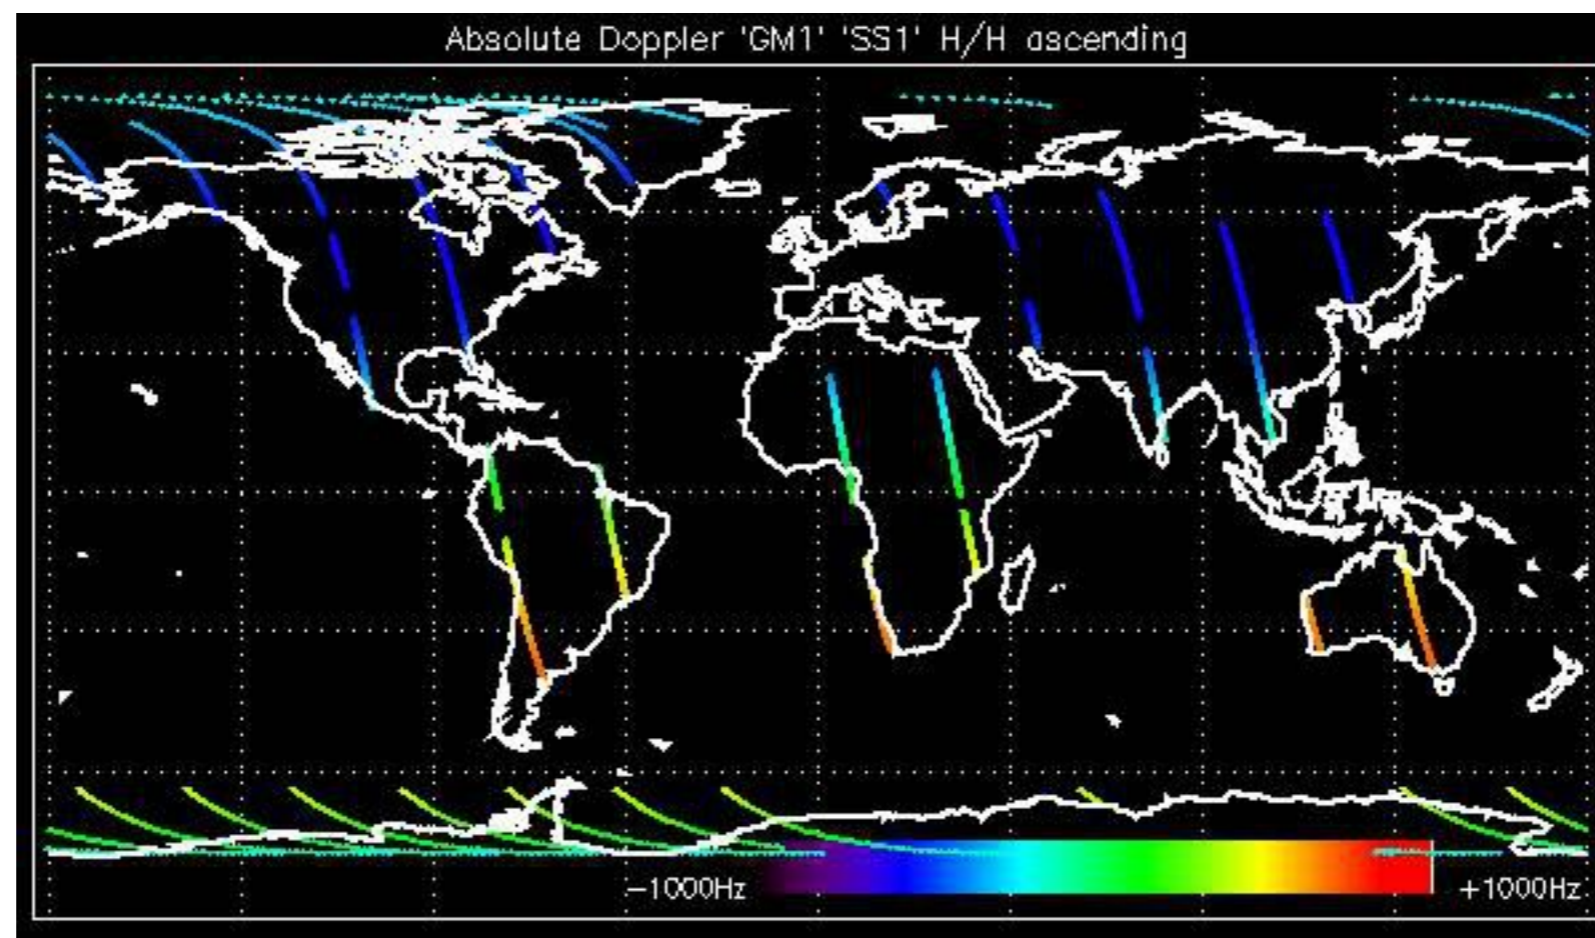 Absolute Doppler 'GM1' 'SS1' H/H ascending
−1000Hz
+1000Hz